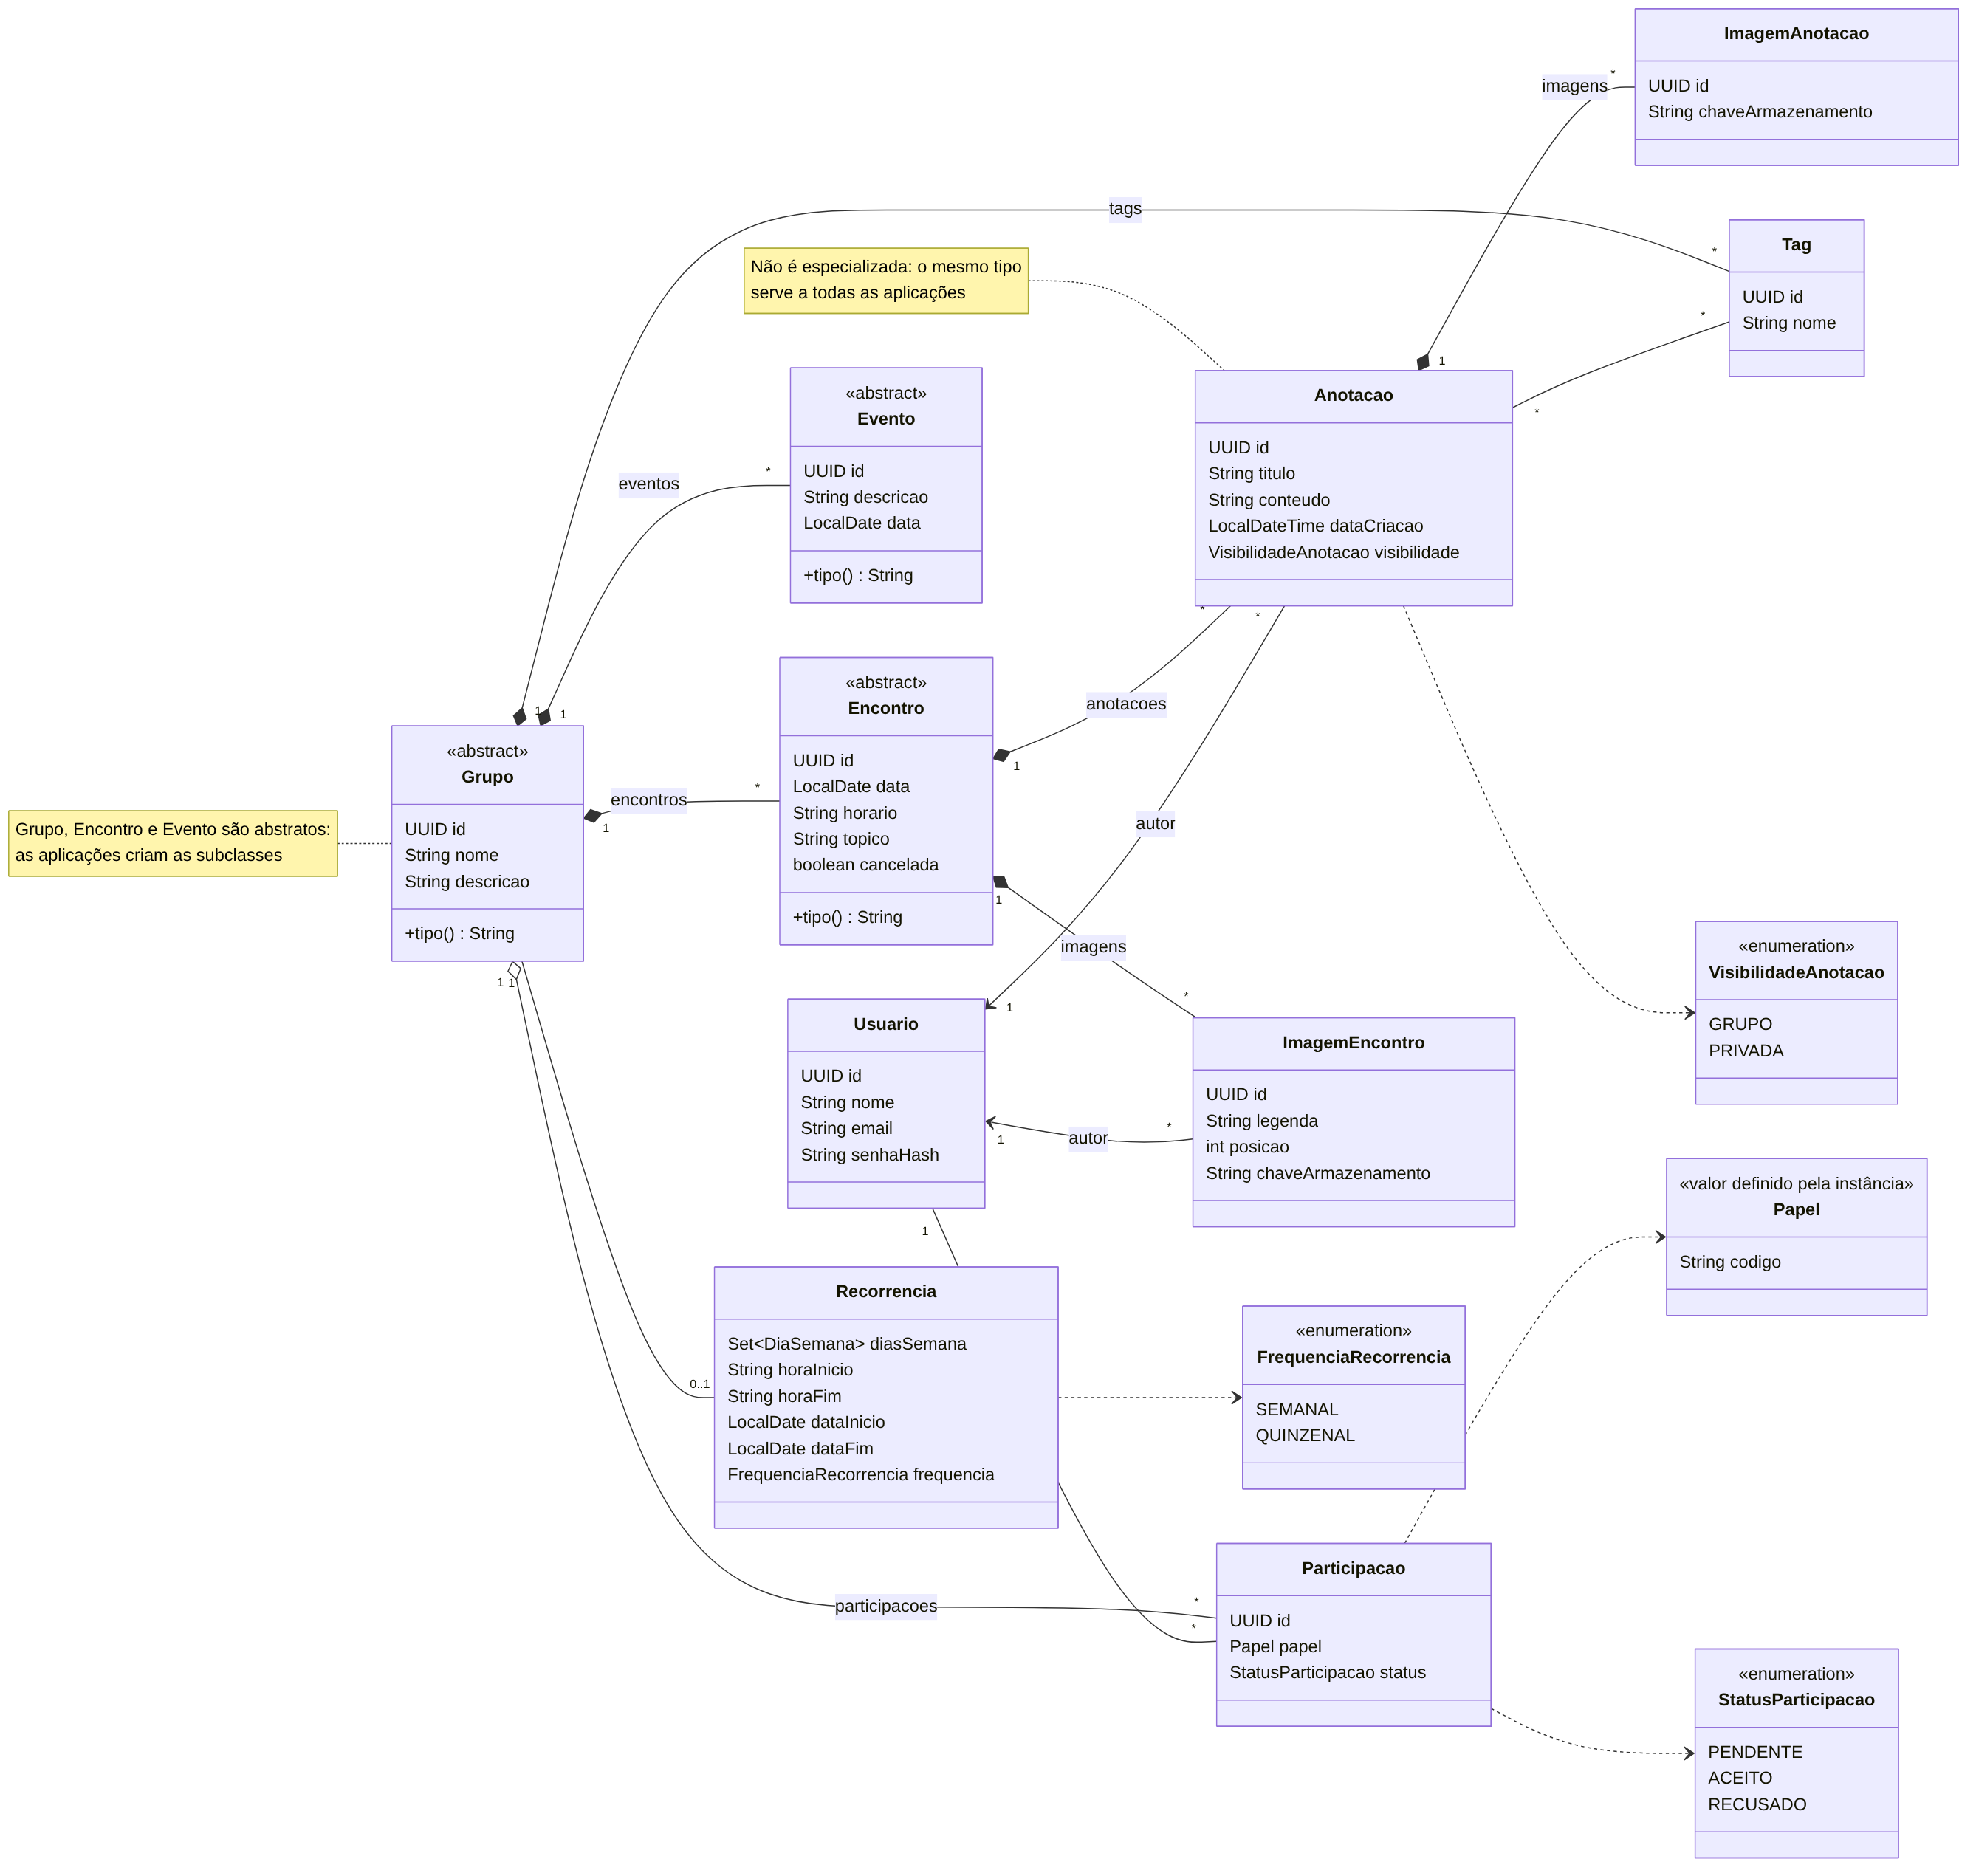 ImagemAnotacao
UUID id
String chaveArmazenamento
imagens
*
1
tags
*
1
Tag
UUID id
String nome
*
*
Não é especializada: o mesmo tipo
serve a todas as aplicações
«abstract»
Evento
UUID id
String descricao
LocalDate data
+tipo() : String
eventos
*
1
Anotacao
UUID id
String titulo
String conteudo
LocalDateTime dataCriacao
VisibilidadeAnotacao visibilidade
*
*
anotacoes
1
autor
1
«abstract»
Encontro
UUID id
LocalDate data
String horario
String topico
boolean cancelada
+tipo() : String
encontros
*
1
«abstract»
Grupo
UUID id
String nome
String descricao
+tipo() : String
Grupo, Encontro e Evento são abstratos:
as aplicações criam as subclasses
1
1
1
imagens
*
«enumeration»
VisibilidadeAnotacao
GRUPO
PRIVADA
Usuario
UUID id
String nome
String email
String senhaHash
1
autor
*
1
ImagemEncontro
UUID id
String legenda
int posicao
String chaveArmazenamento
«valor definido pela instância»
Papel
String codigo
Recorrencia
Set<DiaSemana> diasSemana
String horaInicio
String horaFim
LocalDate dataInicio
LocalDate dataFim
FrequenciaRecorrencia frequencia
0..1
«enumeration»
FrequenciaRecorrencia
SEMANAL
QUINZENAL
participacoes
*
*
Participacao
UUID id
Papel papel
StatusParticipacao status
«enumeration»
StatusParticipacao
PENDENTE
ACEITO
RECUSADO